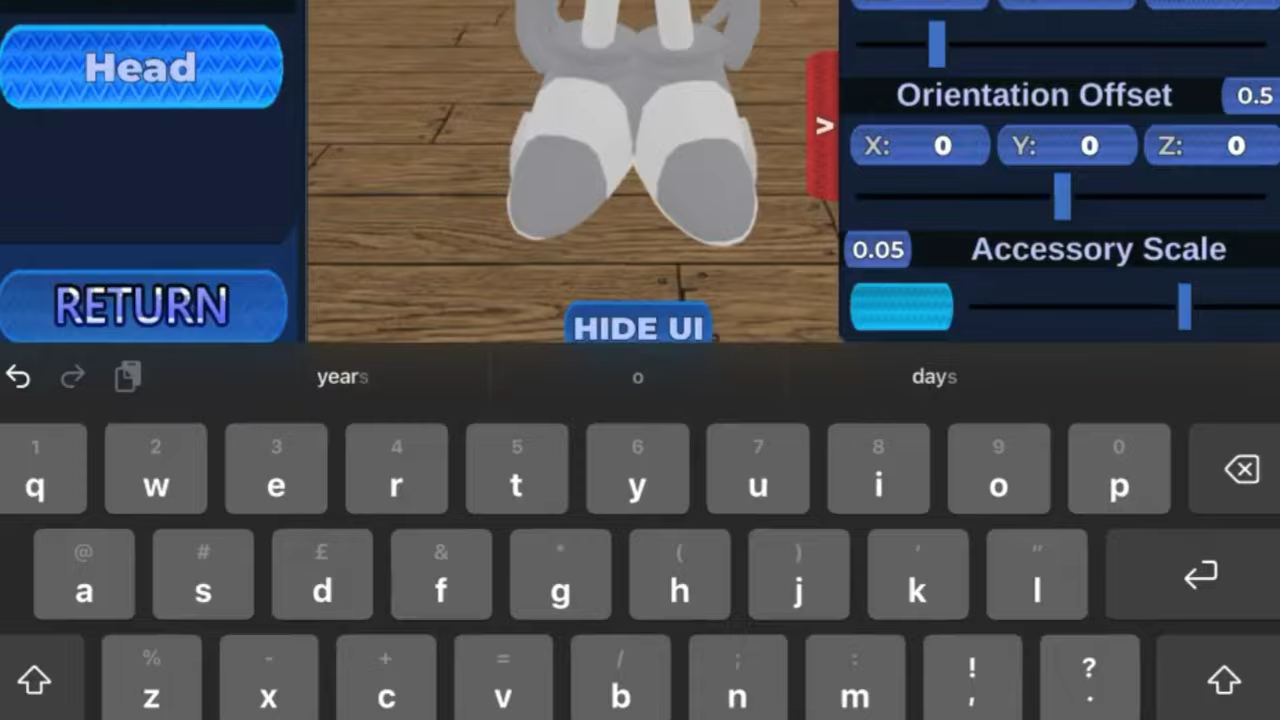 Head
Orientation Offset 0.5
X: 0 Y: 0 Z: 0
>
0.05 Accessory Scale
RETURN
HIDE UI
years o days
1 2 3 4 5 6 7 8 9 0
q w e r t y u i o p
@ # £ & * ( ) ' "
a s d f g h j k l
% - + = / ; : ! ?
z x c v b n m , .